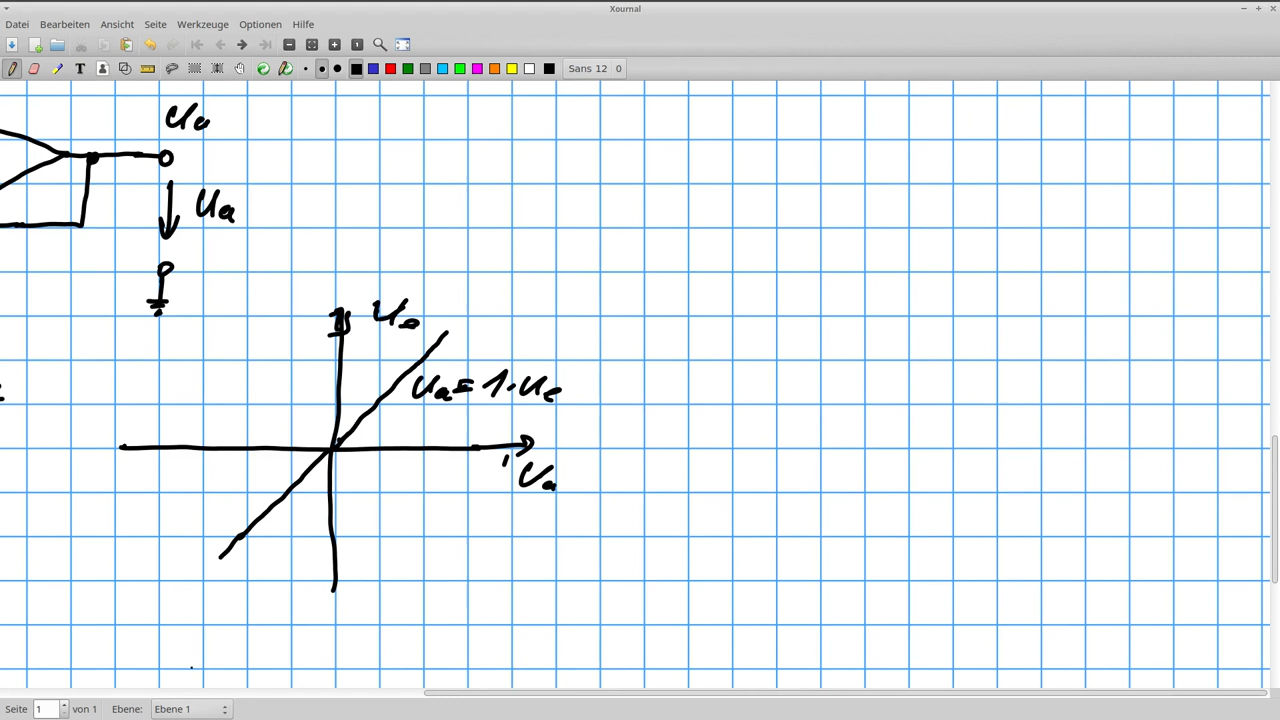 Xournal
Datei Bearbeiten Ansicht Seite Werkzeuge Optionen Hilfe
Sans 12 0
Ua
Ua
Ua
Ua = 1·Ue
Ua
Seite 1 von 1 Ebene: Ebene 1